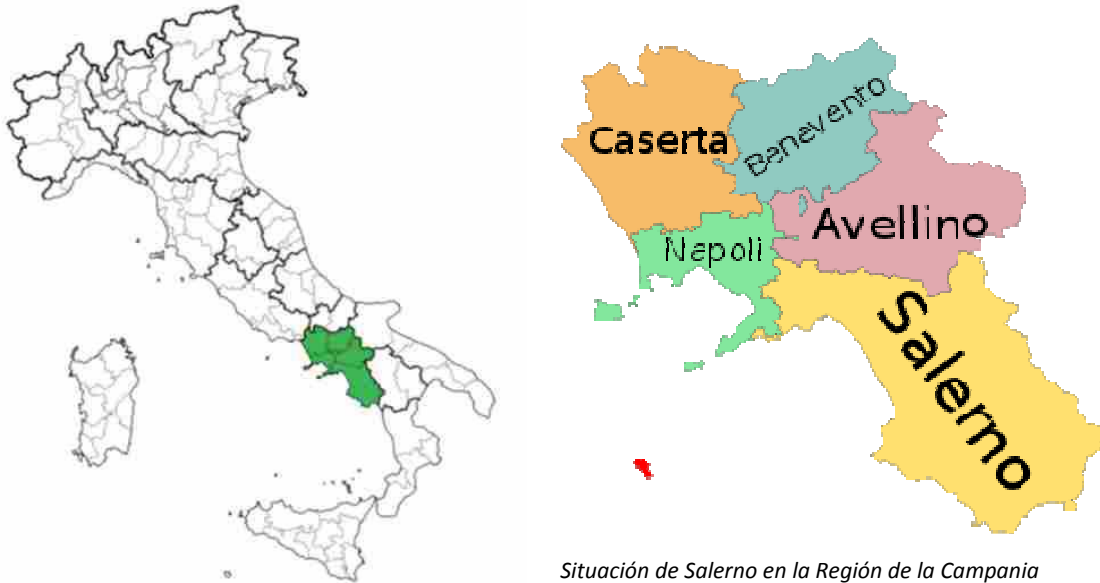 Caserta
Benevento
Avellino
Napoli
Salerno
Situación de Salerno en la Región de la Campania